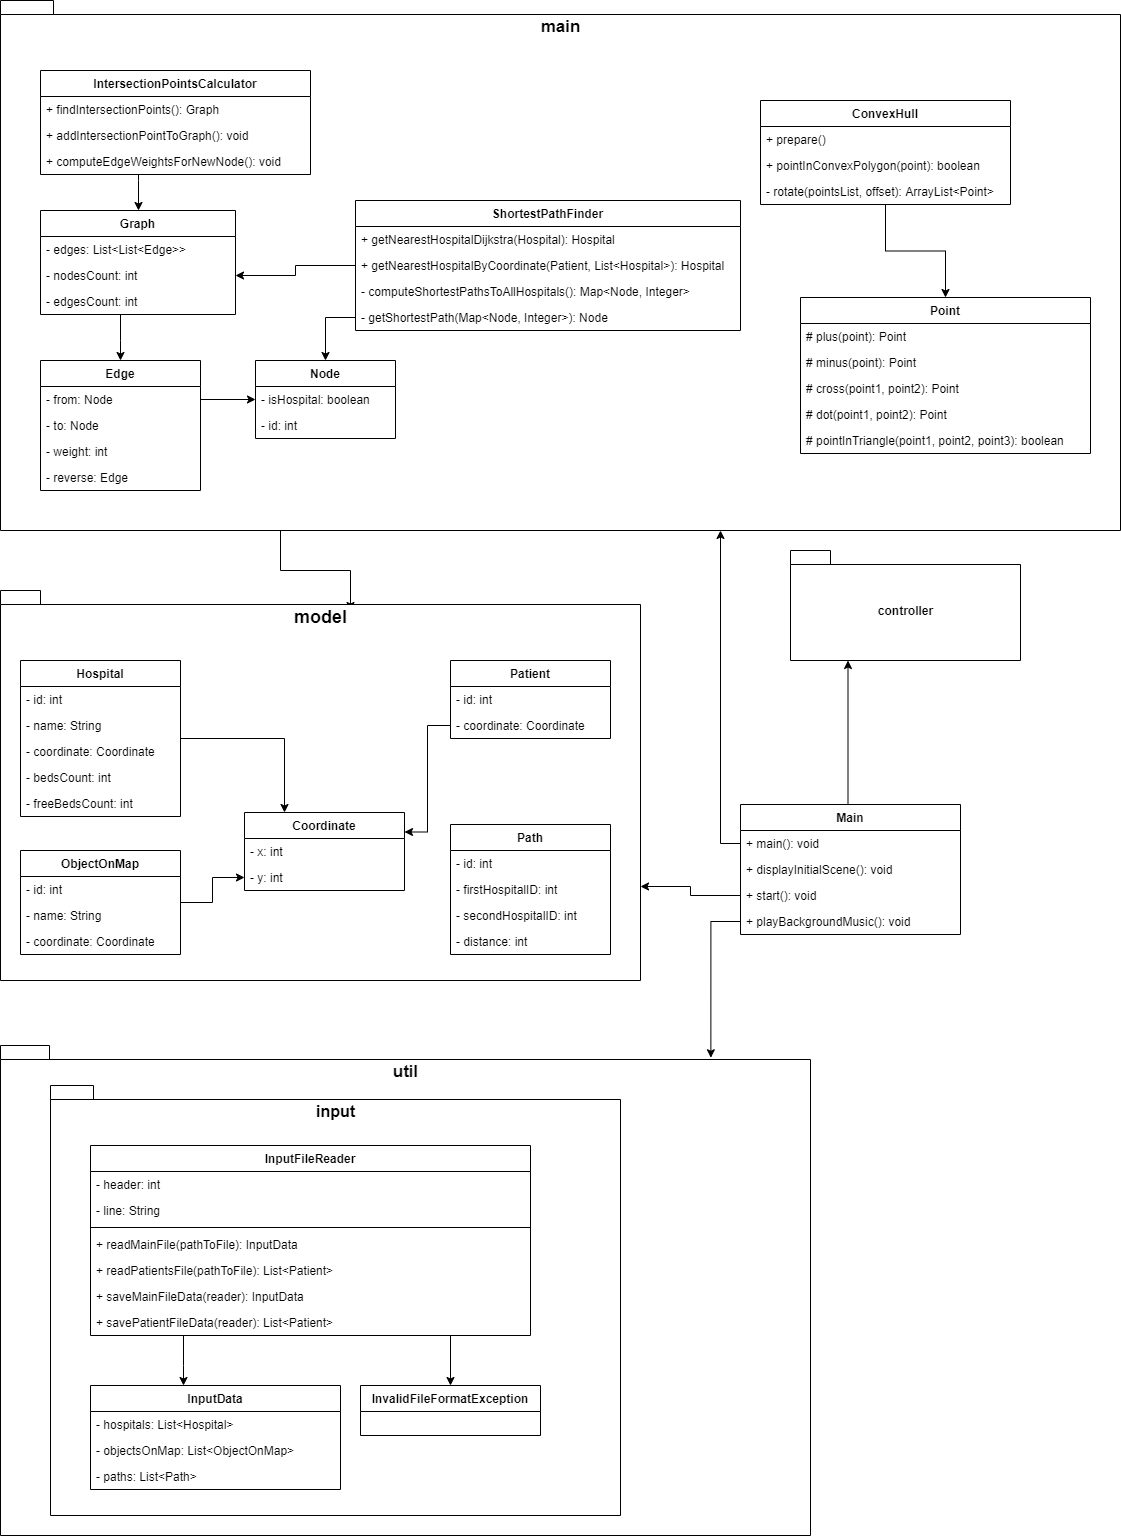 main
IntersectionPointsCalculator
+ findIntersectionPoints(): Graph
+ addIntersectionPointToGraph(): void
+ computeEdgeWeightsForNewNode(): void
ConvexHull
+ prepare()
+ pointInConvexPolygon(point): boolean
- rotate(pointsList, offset): ArrayList<Point>
Graph
- edges: List<List<Edge>>
- nodesCount: int
- edgesCount: int
ShortestPathFinder
+ getNearestHospitalDijkstra(Hospital): Hospital
+ getNearestHospitalByCoordinate(Patient, List<Hospital>): Hospital
- computeShortestPathsToAllHospitals(): Map<Node, Integer>
- getShortestPath(Map<Node, Integer>): Node
Point
# plus(point): Point
# minus(point): Point
# cross(point1, point2): Point
# dot(point1, point2): Point
# pointInTriangle(point1, point2, point3): boolean
Edge
- from: Node
- to: Node
- weight: int
- reverse: Edge
Node
- isHospital: boolean
- id: int
controller
model
Hospital
- id: int
- name: String
- coordinate: Coordinate
- bedsCount: int
- freeBedsCount: int
Patient
- id: int
- coordinate: Coordinate
Coordinate
- x: int
- y: int
ObjectOnMap
- id: int
- name: String
- coordinate: Coordinate
Path
- id: int
- firstHospitalID: int
- secondHospitalID: int
- distance: int
Main
+ main(): void
+ displayInitialScene(): void
+ start(): void
+ playBackgroundMusic(): void
util
input
InputFileReader
- header: int
- line: String
+ readMainFile(pathToFile): InputData
+ readPatientsFile(pathToFile): List<Patient>
+ saveMainFileData(reader): InputData
+ savePatientFileData(reader): List<Patient>
InputData
- hospitals: List<Hospital>
- objectsOnMap: List<ObjectOnMap>
- paths: List<Path>
InvalidFileFormatException